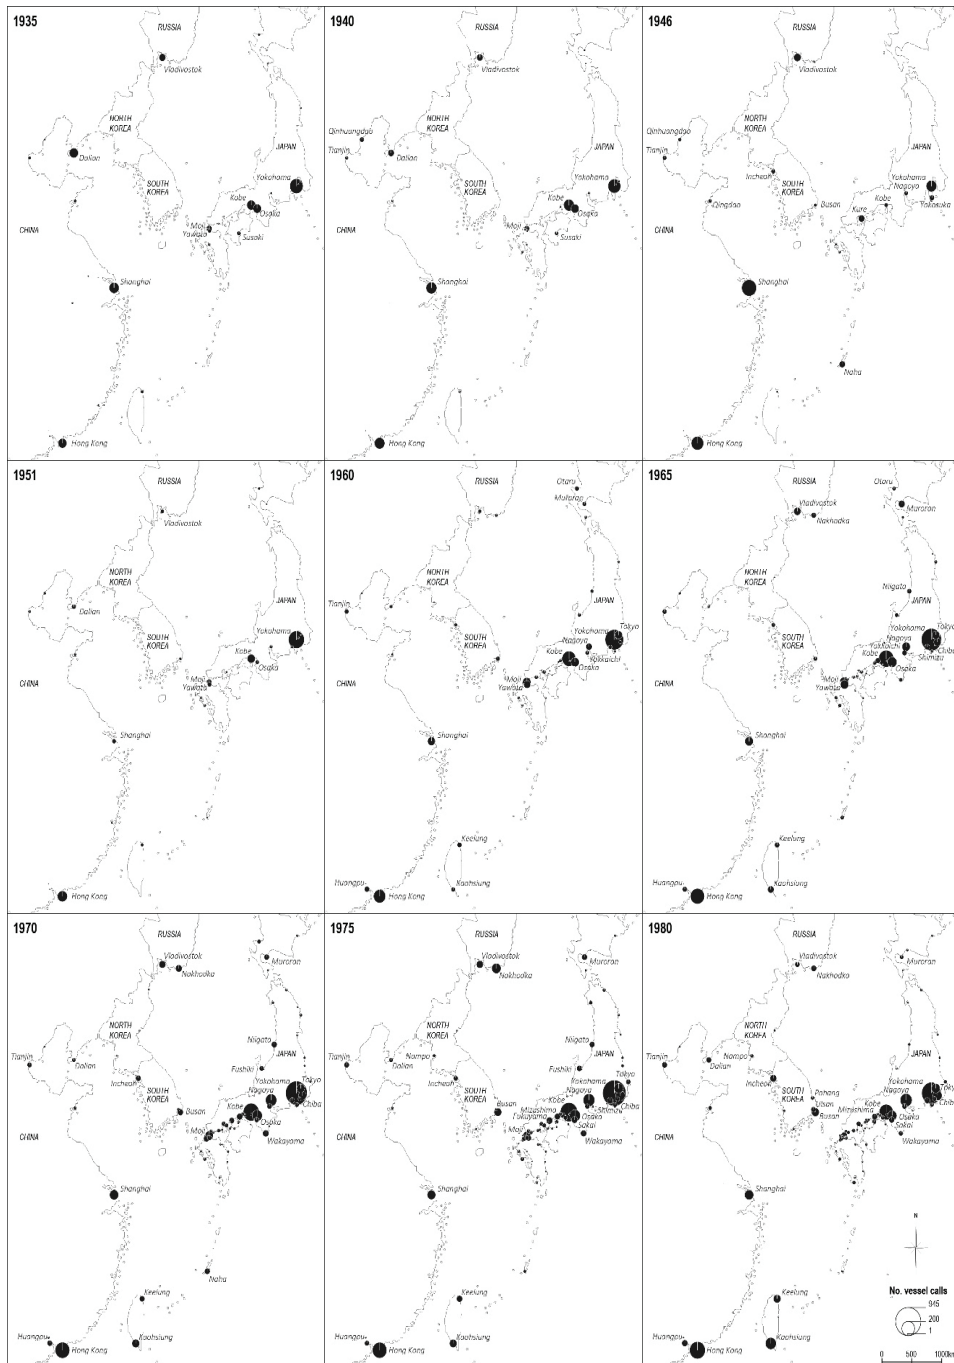 1935
RUSSIA
Vladivostok
NORTH
KOREA
Dalian
JAPAN
SOUTH
KOREA
Yokohama
Kobe
Osaka
Moji
Yawata
Susaki
CHINA
Shanghai
Hong Kong
1940
RUSSIA
Vladivostok
NORTH
KOREA
Qinhuangdao
Tianjin
Dalian
JAPAN
SOUTH
KOREA
Yokohama
Kobe
Osaka
Moji
Susaki
CHINA
Shanghai
Hong Kong
1946
RUSSIA
Vladivostok
NORTH
KOREA
Qinhuangdao
Tianjin
JAPAN
Incheon
SOUTH
KOREA
Yokohama
Nagoya
Kobe
Yokosuka
Qingdao
Busan
Kure
CHINA
Shanghai
Naha
Hong Kong
1951
RUSSIA
Vladivostok
NORTH
KOREA
Dalian
JAPAN
SOUTH
KOREA
Yokohama
Kobe
Osaka
Moji
Yawata
CHINA
Shanghai
Hong Kong
1960
RUSSIA
Otaru
Muroran
NORTH
KOREA
Tianjin
JAPAN
SOUTH
KOREA
Yokohama
Tokyo
Nagoya
Kobe
Yokkaichi
Osaka
Moji
Yawata
CHINA
Shanghai
Keelung
Kaohsiung
Huangpu
Hong Kong
1965
RUSSIA
Otaru
Vladivostok
Nakhodka
Muroran
NORTH
KOREA
Niigata
JAPAN
SOUTH
KOREA
Yokohama
Tokyo
Nagoya
Yokkaichi
Kobe
Chiba
Shimizu
Osaka
Moji
Yawata
CHINA
Shanghai
Keelung
Kaohsiung
Huangpu
Hong Kong
1970
RUSSIA
Vladivostok
Nakhodka
Muroran
NORTH
KOREA
Niigata
JAPAN
Tianjin
Dalian
Fushiki
Incheon
SOUTH
KOREA
Yokohama
Tokyo
Nagoya
Chiba
Kobe
Busan
Osaka
Moji
Wakayama
CHINA
Shanghai
Naha
Keelung
Kaohsiung
Huangpu
Hong Kong
1975
RUSSIA
Vladivostok
Nakhodka
Muroran
NORTH
KOREA
Niigata
JAPAN
Tianjin
Dalian
Nampo
Fushiki
Incheon
SOUTH
KOREA
Yokohama
Tokyo
Nagoya
Kobe
Busan
Mizushima
Shimizu
Tokuyama
Osaka
Sakai
Moji
Wakayama
CHINA
Shanghai
Keelung
Kaohsiung
Huangpu
Hong Kong
1980
RUSSIA
Vladivostok
Nakhodka
Muroran
NORTH
KOREA
JAPAN
Tianjin
Dalian
Nampo
Incheon
SOUTH
KOREA
Pohang
Ulsan
Busan
Yokohama
Tokyo
Nagoya
Chiba
Kobe
Mizushima
Osaka
Sakai
Wakayama
CHINA
Shanghai
Keelung
Kaohsiung
Huangpu
Hong Kong
N
No. vessel calls
945
200
1
0 500 1000km